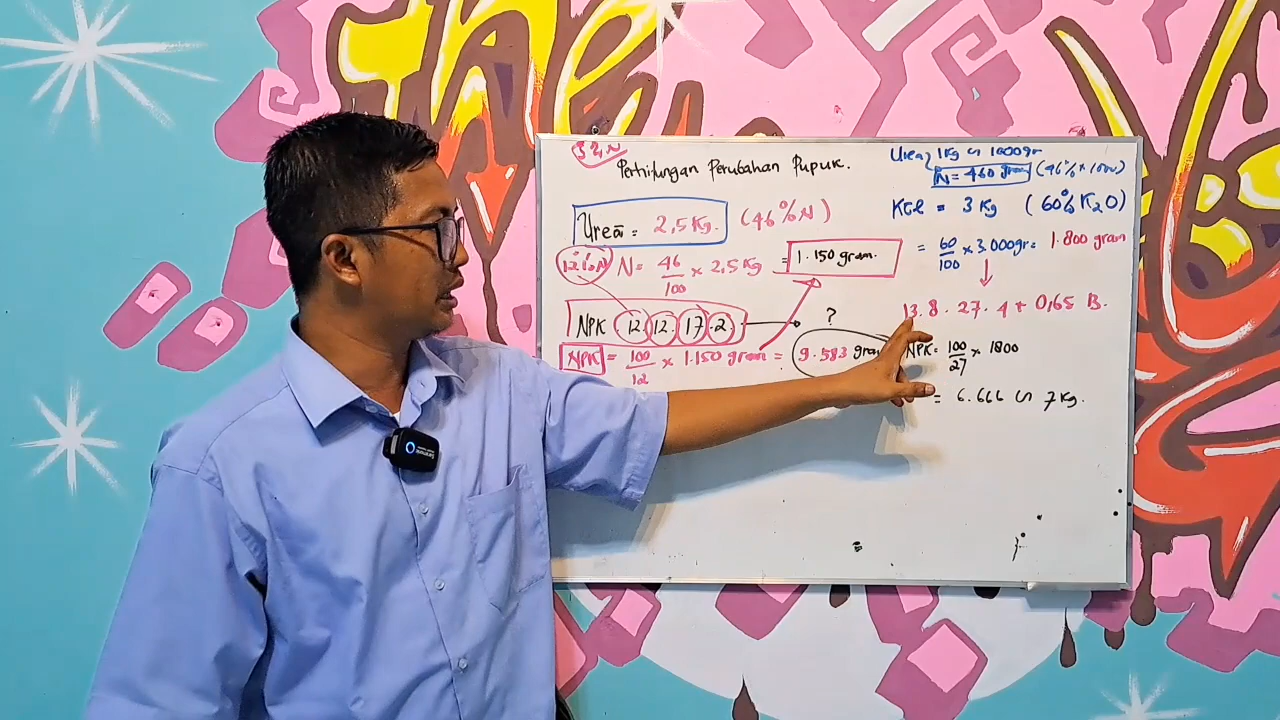 Perhitungan Perubahan Pupuk.
Urea = 2,5 Kg. (46% N)
12% N N = 46/100 x 2,5 Kg = 1.150 gram.
NPK 12. 12. 17. 2 ?
NPK = 100/12 x 1.150 gram = 9.583 gram
Urea, 1 Kg ∽ 1000 gr
N = 460 gram (46% x 1000)
KCl = 3 Kg (60% K2O)
= 60/100 x 3.000 gr = 1.800 gram
13. 8. 27. 4 + 0,65 B.
NPK = 100/27 x 1800
= 6.666 ∽ 7 Kg.